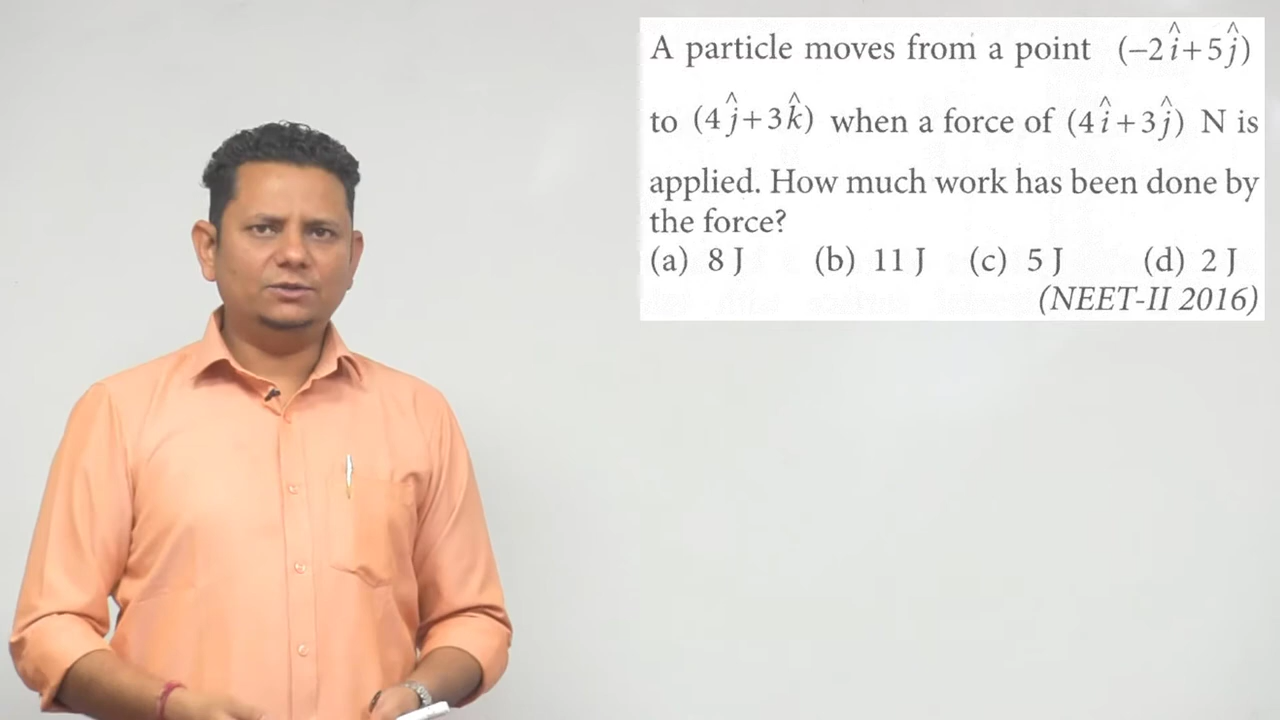 A particle moves from a point (−2î+5ĵ)
to (4ĵ+3k̂) when a force of (4î+3ĵ) N is
applied. How much work has been done by
the force?
(a) 8 J (b) 11 J (c) 5 J (d) 2 J
(NEET-II 2016)